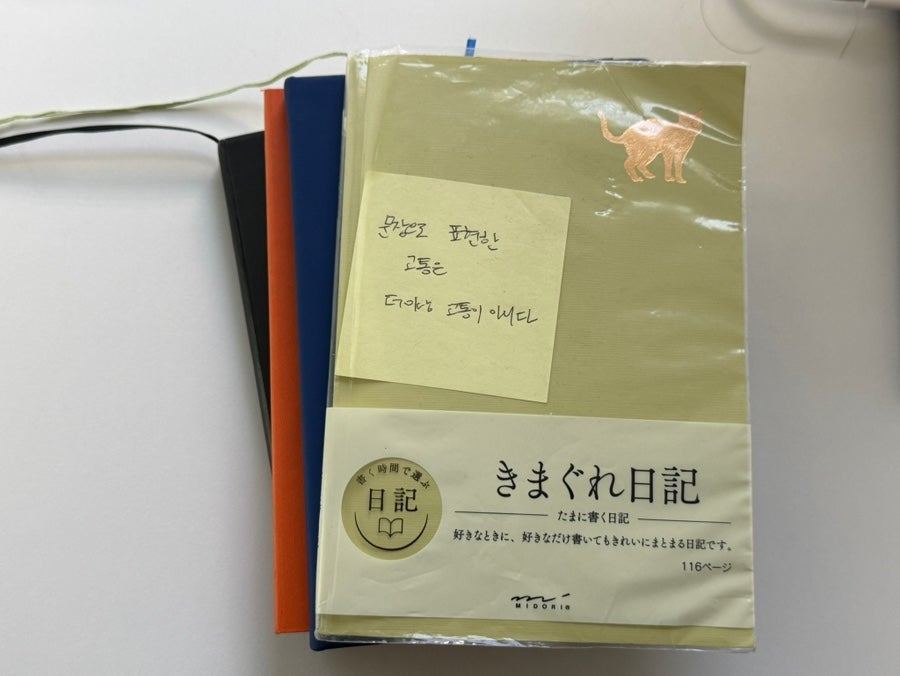 문장으로 표현한
고통은
더이상 고통이 아니다
書く時間で選ぶ
日記
きまぐれ日記
たまに書く日記
好きなときに、好きなだけ書いてもきれいにまとまる日記です。
116ページ
MIDORI